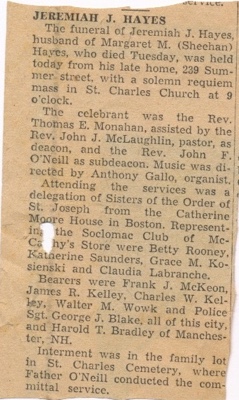 service.
JEREMIAH J. HAYES
The funeral of Jeremiah J. Hayes,
husband of Margaret M. (Sheehan)
Hayes, who died Tuesday, was held
today from his late home, 239 Sum-
mer street, with a solemn requiem
mass in St. Charles Church at 9
o'clock.
The celebrant was the Rev.
Thomas E. Monahan, assisted by the
Rev. John J. McLaughlin, pastor, as
deacon, and the Rev. John F.
O'Neill as subdeacon. Music was di-
rected by Anthony Gallo, organist.
Attending the services was a
delegation of Sisters of the Order of
St. Joseph from the Catherine
Moore House in Boston. Represent-
ing the Soclomac Club of Mc-
Cathy's Store were Betty Rooney,
Katherine Saunders, Grace M. Ko-
sienski and Claudia Labranche.
Bearers were Frank J. McKeon,
James R. Kelley, Charles W. Kel-
ley, Walter M. Wowk and Police
Sgt. George J. Blake, all of this city,
and Harold T. Bradley of Manches-
ter, NH.
Interment was in the family lot
in St. Charles Cemetery, where
Father O'Neill conducted the com-
mittal service.